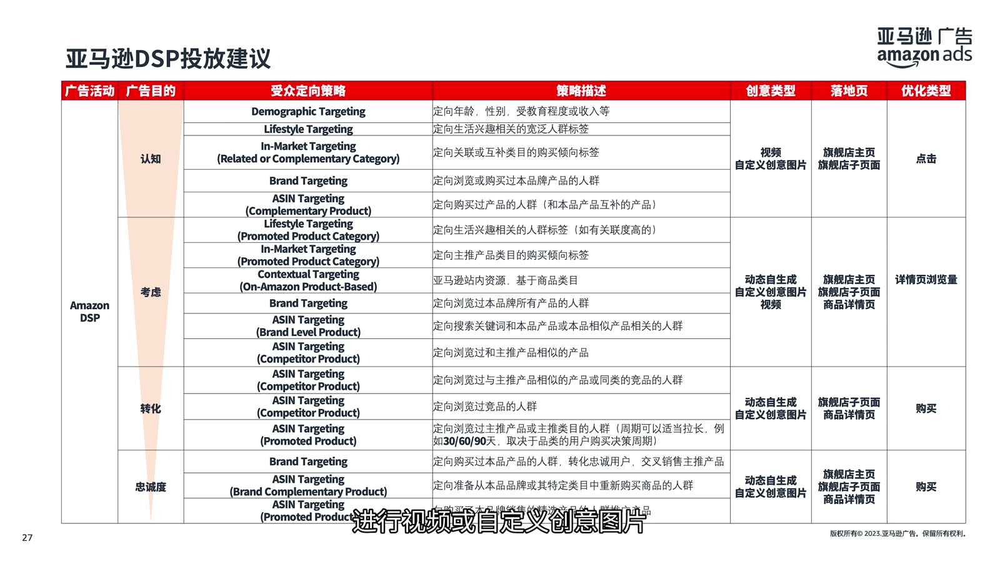 亚马逊广告
amazon ads
亚马逊DSP投放建议
广告活动 广告目的 受众定向策略 策略描述 创意类型 落地页 优化类型
Amazon
DSP
认知
Demographic Targeting
定向年龄，性别，受教育程度或收入等
Lifestyle Targeting
定向生活兴趣相关的宽泛人群标签
In-Market Targeting
(Related or Complementary Category)
定向关联或互补类目的购买倾向标签
Brand Targeting
定向浏览或购买过本品牌产品的人群
ASIN Targeting
(Complementary Product)
定向购买过产品的人群（和本品产品互补的产品）
视频
自定义创意图片
旗舰店主页
旗舰店子页面
点击
考虑
Lifestyle Targeting
(Promoted Product Category)
定向生活兴趣相关的人群标签（如有关联度高的）
In-Market Targeting
(Promoted Product Category)
定向主推产品类目的购买倾向标签
Contextual Targeting
(On-Amazon Product-Based)
亚马逊站内资源，基于商品类目
Brand Targeting
定向浏览过本品牌所有产品的人群
ASIN Targeting
(Brand Level Product)
定向搜索关键词和本品产品或本品相似产品相关的人群
ASIN Targeting
(Competitor Product)
定向浏览过和主推产品相似的产品
动态自生成
自定义创意图片
视频
旗舰店主页
旗舰店子页面
商品详情页
详情页浏览量
转化
ASIN Targeting
(Competitor Product)
定向浏览过与主推产品相似的产品或同类的竞品的人群
ASIN Targeting
(Competitor Product)
定向浏览过竞品的人群
ASIN Targeting
(Promoted Product)
定向浏览过主推产品或主推类目的人群（周期可以适当拉长，例
如30/60/90天，取决于品类的用户购买决策周期）
动态自生成
自定义创意图片
旗舰店子页面
商品详情页
购买
忠诚度
Brand Targeting
定向购买过本品产品的人群，转化忠诚用户，交叉销售主推产品
ASIN Targeting
(Brand Complementary Product)
定向准备从本品品牌或其特定类目中重新购买商品的人群
ASIN Targeting
(Promoted Product
向购买了本品牌销售的精选产品的人群推广产品
动态自生成
自定义创意图片
旗舰店主页
旗舰店子页面
商品详情页
购买
进行视频或自定义创意图片
27
版权所有© 2023.亚马逊广告。保留所有权利。